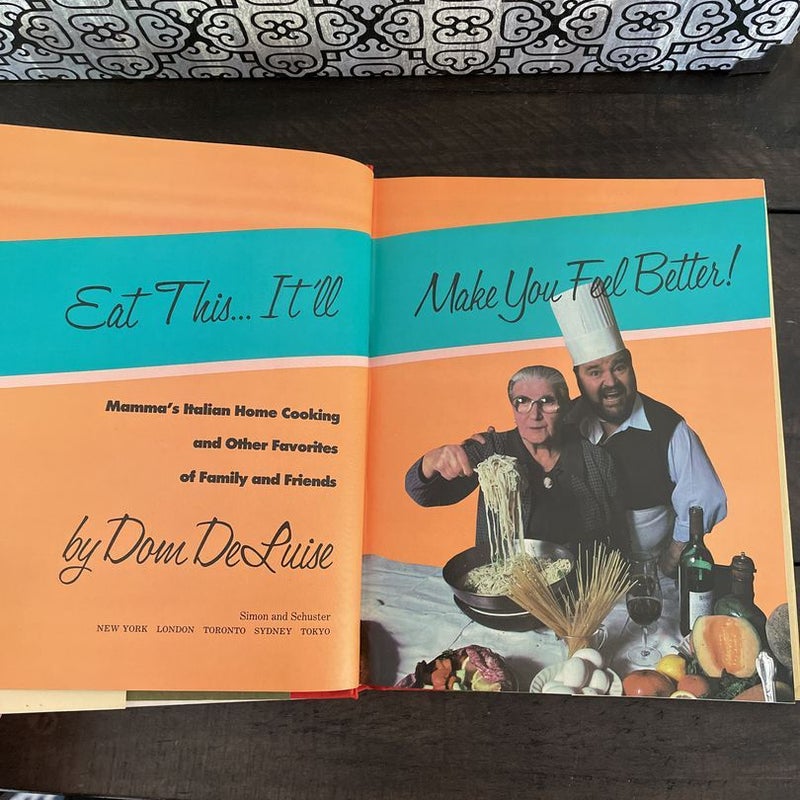 Eat This... It'll Make You Feel Better!
Mamma's Italian Home Cooking
and Other Favorites
of Family and Friends
by Dom DeLuise
Simon and Schuster
NEW YORK LONDON TORONTO SYDNEY TOKYO